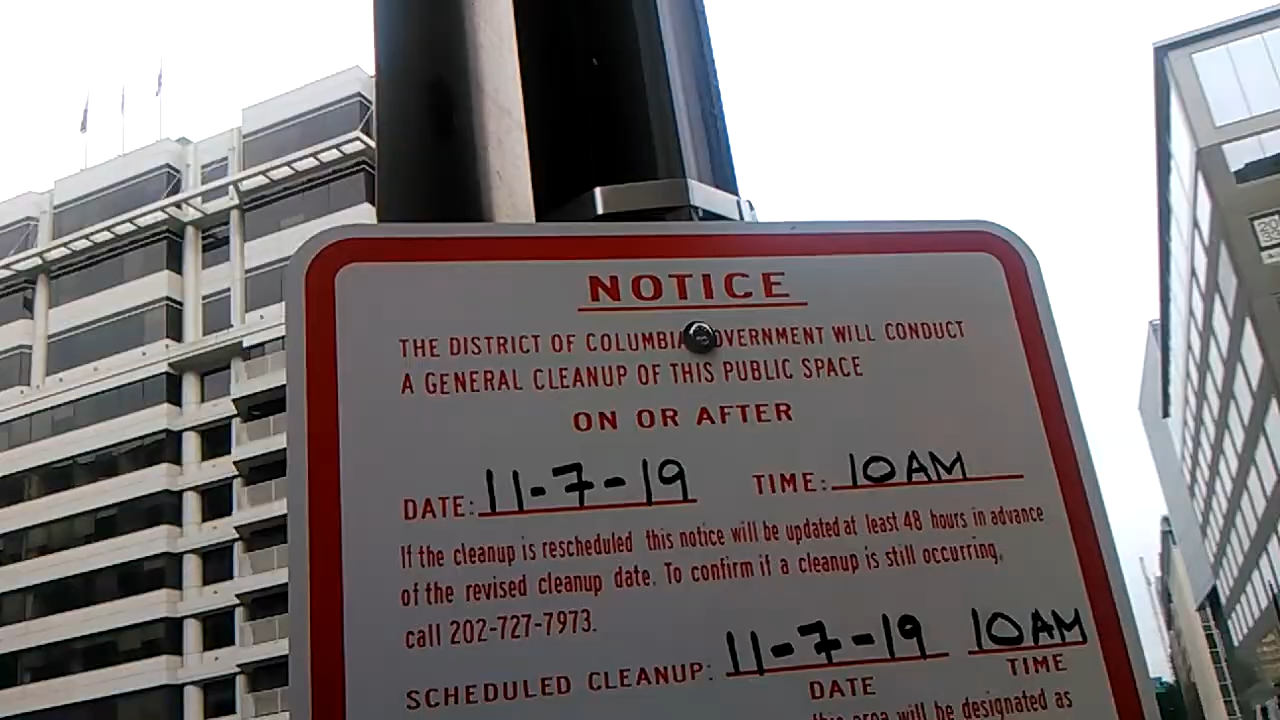 NOTICE
THE DISTRICT OF COLUMBIA GOVERNMENT WILL CONDUCT
A GENERAL CLEANUP OF THIS PUBLIC SPACE
ON OR AFTER
DATE: 11-7-19 TIME: 10AM
If the cleanup is rescheduled this notice will be updated at least 48 hours in advance
of the revised cleanup date. To confirm if a cleanup is still occurring,
call 202-727-7973.
SCHEDULED CLEANUP: 11-7-19 10AM
DATE TIME
this area will be designated as